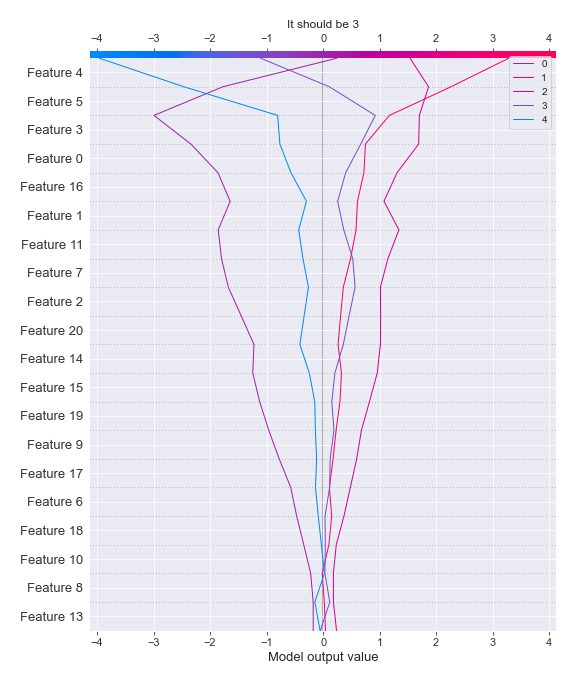 It should be 3
−4 −3 −2 −1 0 1 2 3 4
0
1
2
3
4
Feature 4
Feature 5
Feature 3
Feature 0
Feature 16
Feature 1
Feature 11
Feature 7
Feature 2
Feature 20
Feature 14
Feature 15
Feature 19
Feature 9
Feature 17
Feature 6
Feature 18
Feature 10
Feature 8
Feature 13
−4 −3 −2 −1 0 1 2 3 4
Model output value